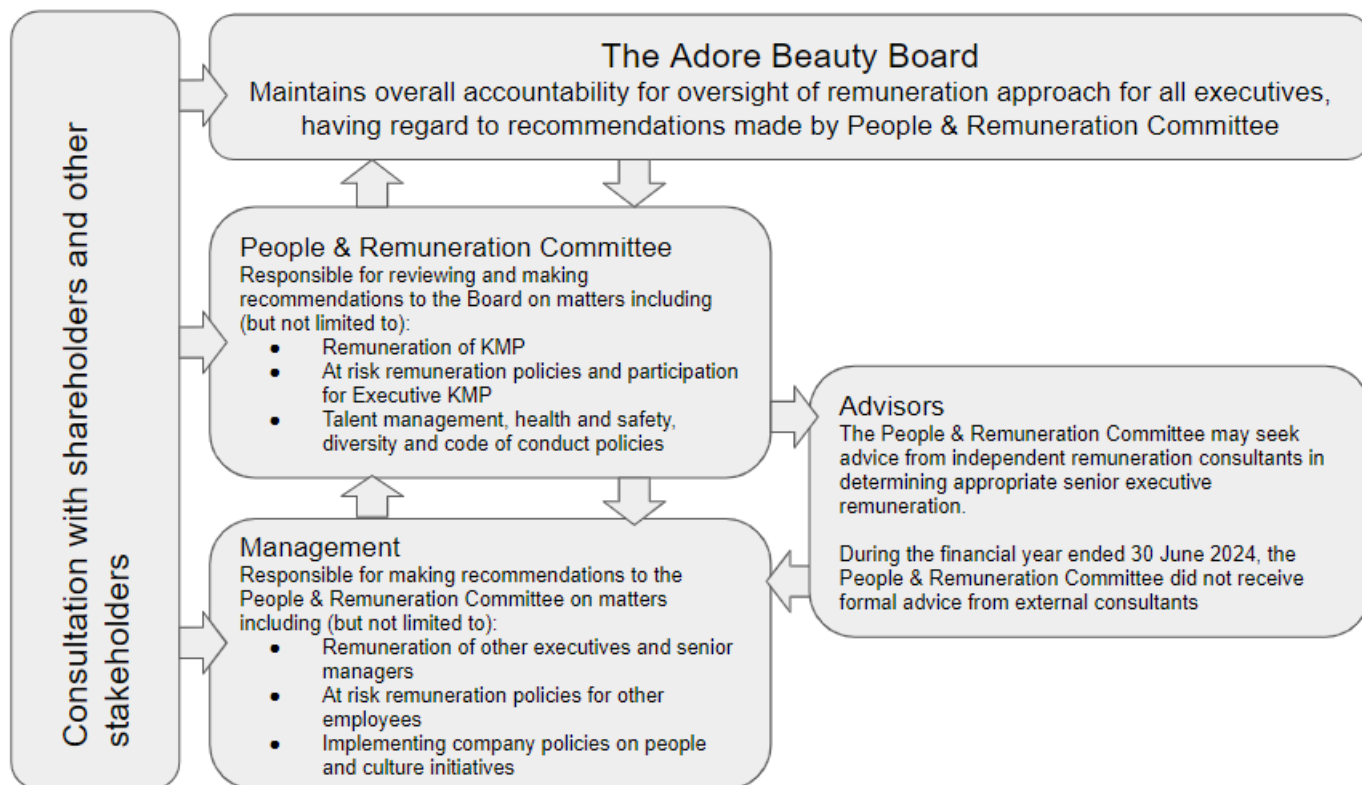 Consultation with shareholders and other
stakeholders
The Adore Beauty Board
Maintains overall accountability for oversight of remuneration approach for all executives,
having regard to recommendations made by People & Remuneration Committee
People & Remuneration Committee
Responsible for reviewing and making
recommendations to the Board on matters including
(but not limited to):
● Remuneration of KMP
● At risk remuneration policies and participation
for Executive KMP
● Talent management, health and safety,
diversity and code of conduct policies
Advisors
The People & Remuneration Committee may seek
advice from independent remuneration consultants in
determining appropriate senior executive
remuneration.
During the financial year ended 30 June 2024, the
People & Remuneration Committee did not receive
formal advice from external consultants
Management
Responsible for making recommendations to the
People & Remuneration Committee on matters
including (but not limited to):
● Remuneration of other executives and senior
managers
● At risk remuneration policies for other
employees
● Implementing company policies on people
and culture initiatives